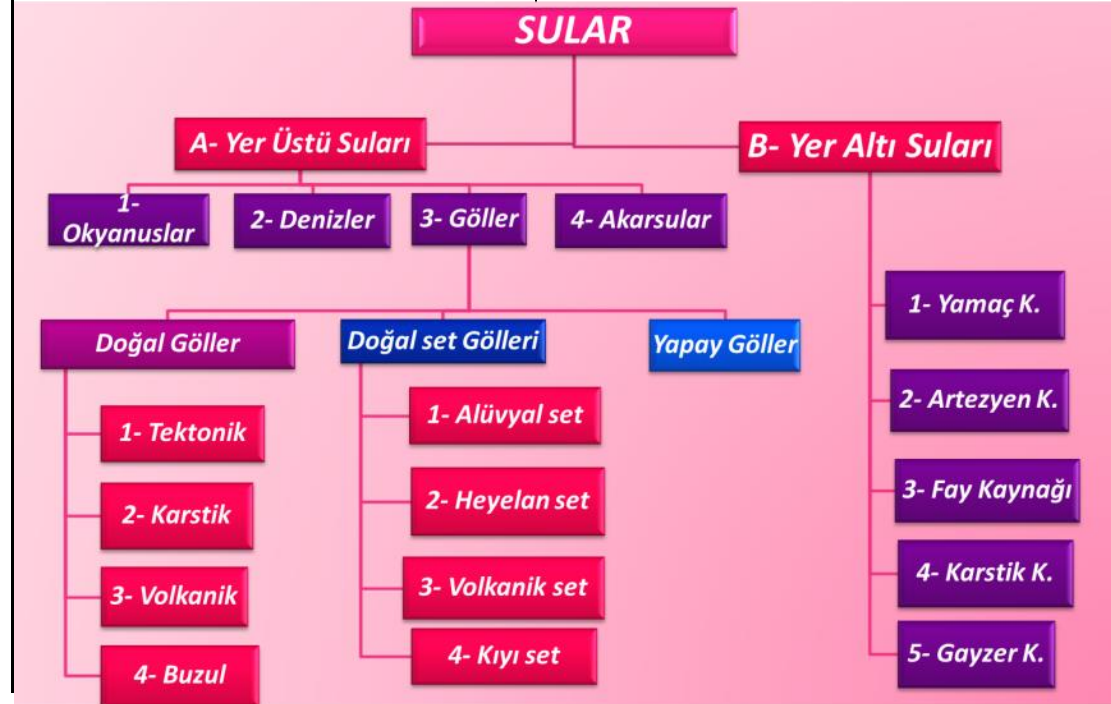 SULAR
A- Yer Üstü Suları
B- Yer Altı Suları
1-
Okyanuslar
2- Denizler
3- Göller
4- Akarsular
Doğal Göller
1- Tektonik
2- Karstik
3- Volkanik
4- Buzul
Doğal set Gölleri
1- Alüvyal set
2- Heyelan set
3- Volkanik set
4- Kıyı set
Yapay Göller
1- Yamaç K.
2- Artezyen K.
3- Fay Kaynağı
4- Karstik K.
5- Gayzer K.